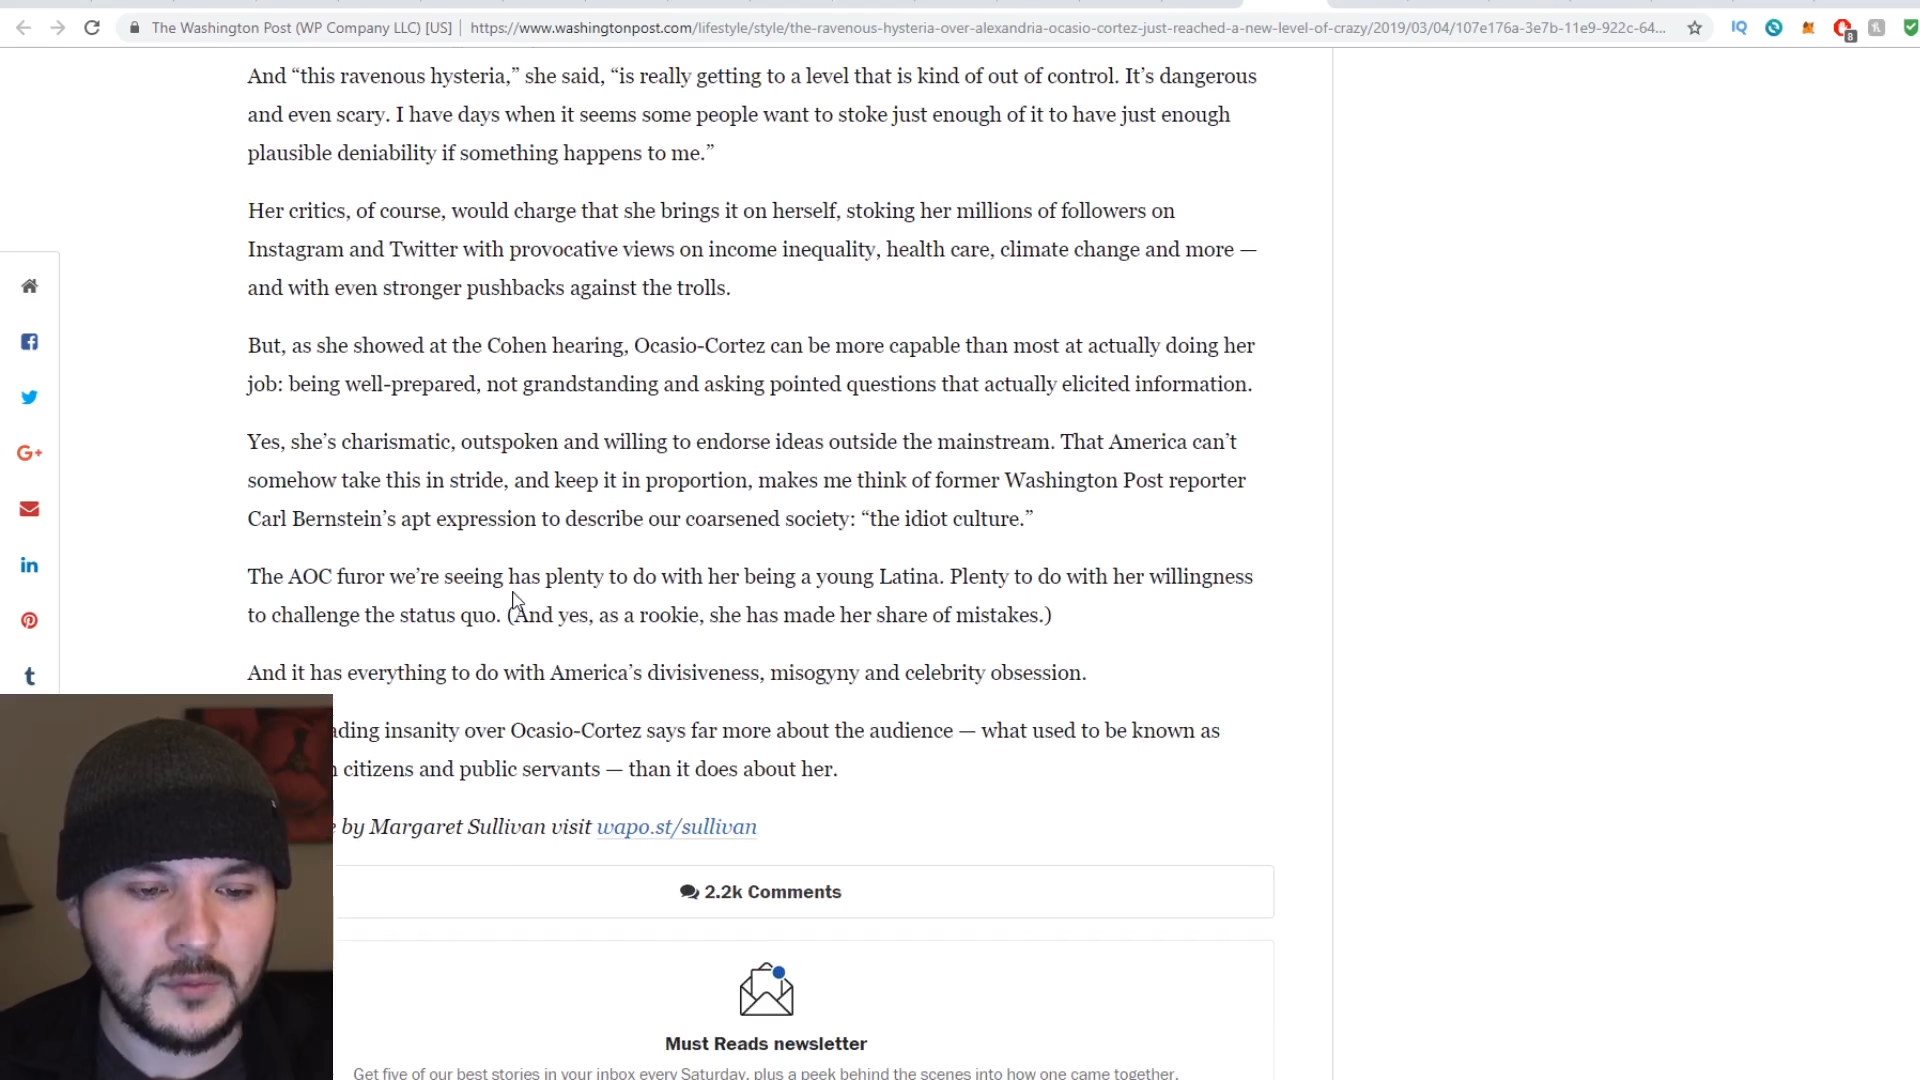 The Washington Post (WP Company LLC) [US] | https://www.washingtonpost.com/lifestyle/style/the-ravenous-hysteria-over-alexandria-ocasio-cortez-just-reached-a-new-level-of-crazy/2019/03/04/107e176a-3e7b-11e9-922c-64...
IQ
8
And “this ravenous hysteria,” she said, “is really getting to a level that is kind of out of control. It’s dangerous
and even scary. I have days when it seems some people want to stoke just enough of it to have just enough
plausible deniability if something happens to me.”
Her critics, of course, would charge that she brings it on herself, stoking her millions of followers on
Instagram and Twitter with provocative views on income inequality, health care, climate change and more —
and with even stronger pushbacks against the trolls.
But, as she showed at the Cohen hearing, Ocasio-Cortez can be more capable than most at actually doing her
job: being well-prepared, not grandstanding and asking pointed questions that actually elicited information.
Yes, she’s charismatic, outspoken and willing to endorse ideas outside the mainstream. That America can’t
somehow take this in stride, and keep it in proportion, makes me think of former Washington Post reporter
Carl Bernstein’s apt expression to describe our coarsened society: “the idiot culture.”
The AOC furor we’re seeing has plenty to do with her being a young Latina. Plenty to do with her willingness
to challenge the status quo. (And yes, as a rookie, she has made her share of mistakes.)
And it has everything to do with America’s divisiveness, misogyny and celebrity obsession.
insanity over Ocasio-Cortez says far more about the audience — what used to be known as
citizens and public servants — than it does about her.
by Margaret Sullivan visit wapo.st/sullivan
2.2k Comments
Must Reads newsletter
Get five of our best stories in your inbox every Saturday, plus a peek behind the scenes into how one came together.